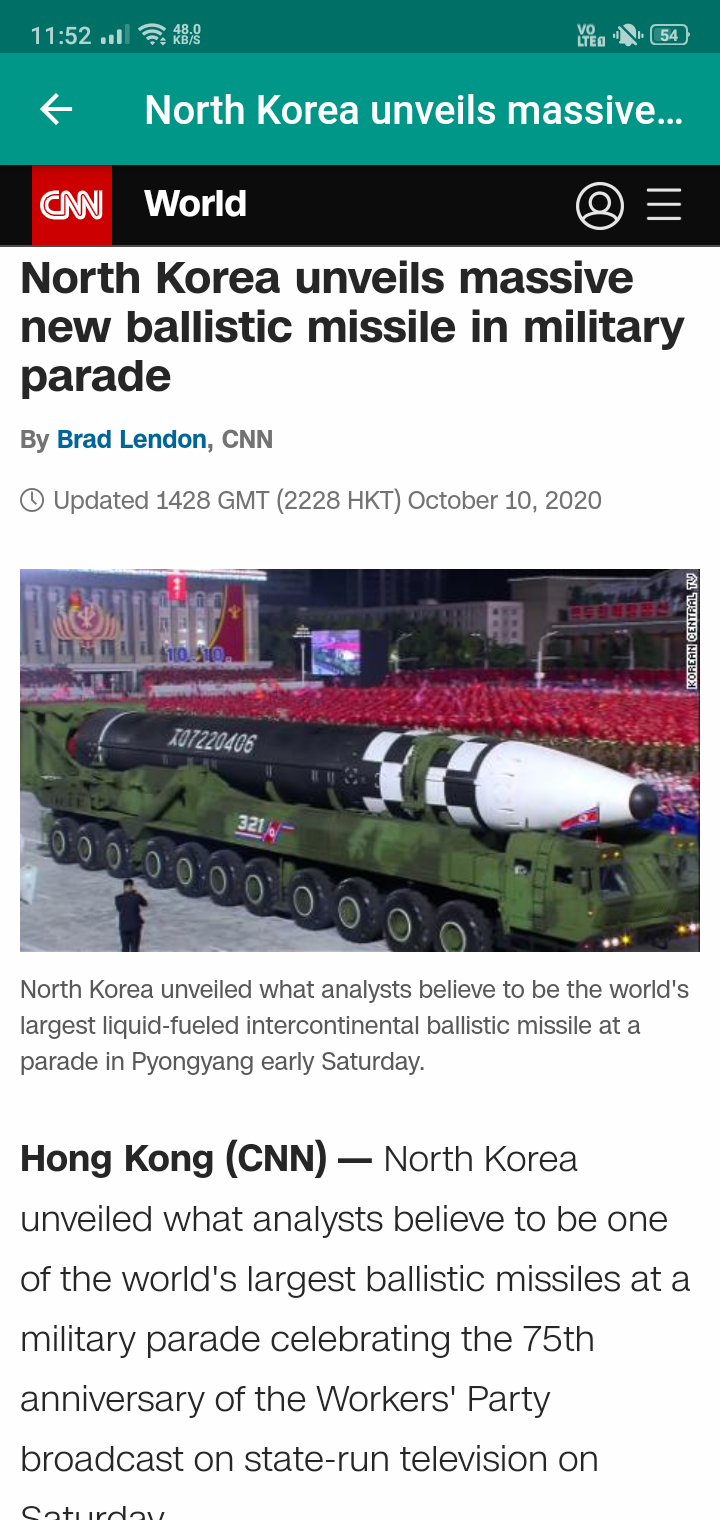 11:52 48.0 KB/S VO LTE 54
North Korea unveils massive...
CNN World
North Korea unveils massive
new ballistic missile in military
parade
By Brad Lendon, CNN
Updated 1428 GMT (2228 HKT) October 10, 2020
KOREAN CENTRAL TV
10.10.
X07220406
321
North Korea unveiled what analysts believe to be the world's
largest liquid-fueled intercontinental ballistic missile at a
parade in Pyongyang early Saturday.
Hong Kong (CNN) — North Korea
unveiled what analysts believe to be one
of the world's largest ballistic missiles at a
military parade celebrating the 75th
anniversary of the Workers' Party
broadcast on state-run television on
Saturday